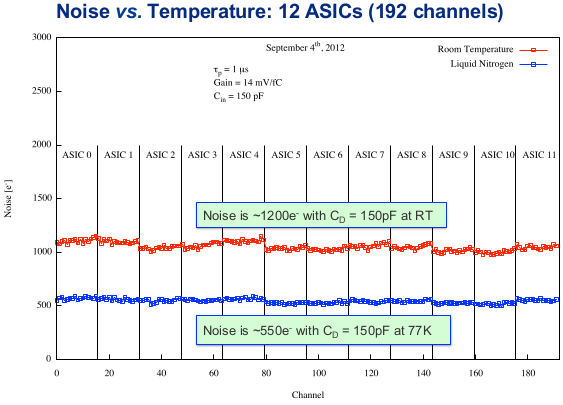 Noise vs. Temperature: 12 ASICs (192 channels)
3000
September 4th, 2012
Room Temperature
Liquid Nitrogen
τp = 1 μs
Gain = 14 mV/fC
Cin = 150 pF
2500
2000
ASIC 0 ASIC 1 ASIC 2 ASIC 3 ASIC 4 ASIC 5 ASIC 6 ASIC 7 ASIC 8 ASIC 9 ASIC 10 ASIC 11
Noise [e-]
1500
Noise is ~1200e- with CD = 150pF at RT
1000
500
Noise is ~550e- with CD = 150pF at 77K
0
0 20 40 60 80 100 120 140 160 180
Channel